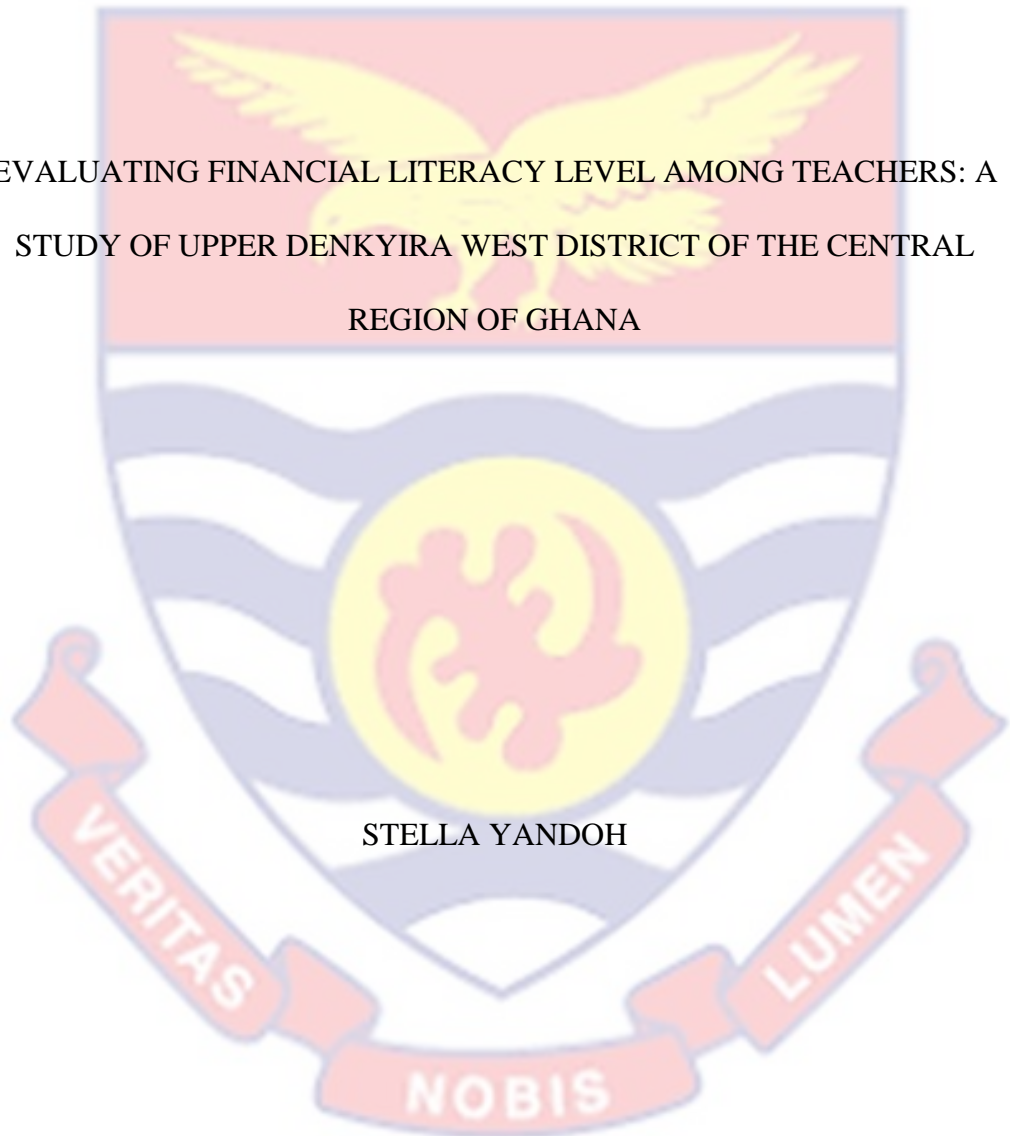 EVALUATING FINANCIAL LITERACY LEVEL AMONG TEACHERS: A
STUDY OF UPPER DENKYIRA WEST DISTRICT OF THE CENTRAL
REGION OF GHANA
STELLA YANDOH
VERITAS
NOBIS
LUMEN